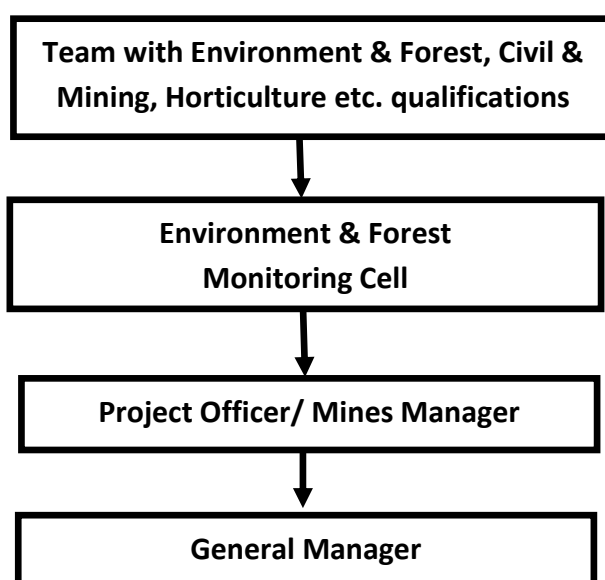 Team with Environment & Forest, Civil &
Mining, Horticulture etc. qualifications
Environment & Forest
Monitoring Cell
Project Officer/ Mines Manager
General Manager